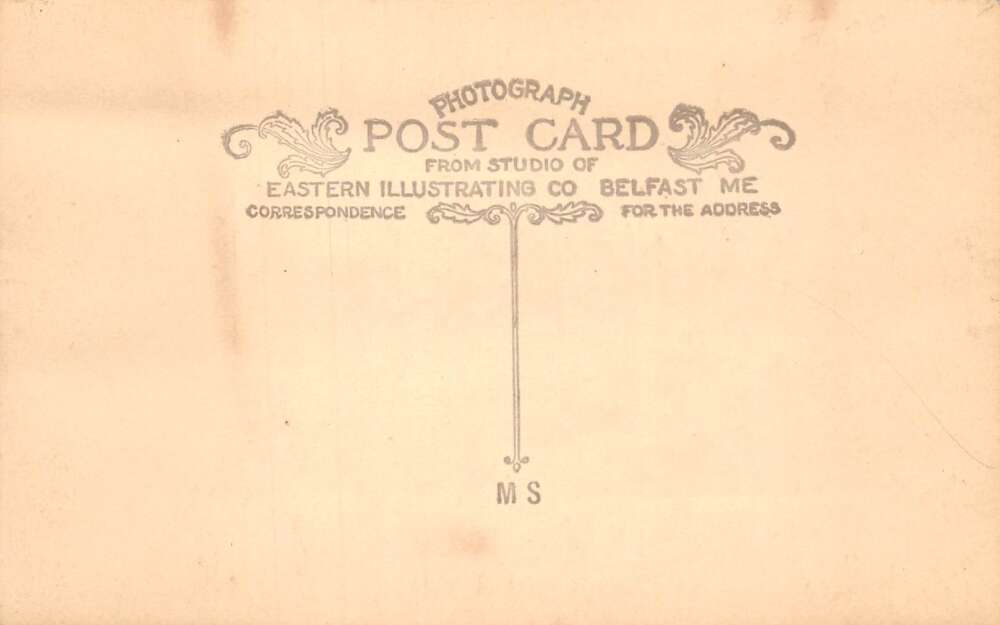 PHOTOGRAPH
POST CARD
FROM STUDIO OF
EASTERN ILLUSTRATING CO BELFAST ME
CORRESPONDENCE FOR THE ADDRESS
M S